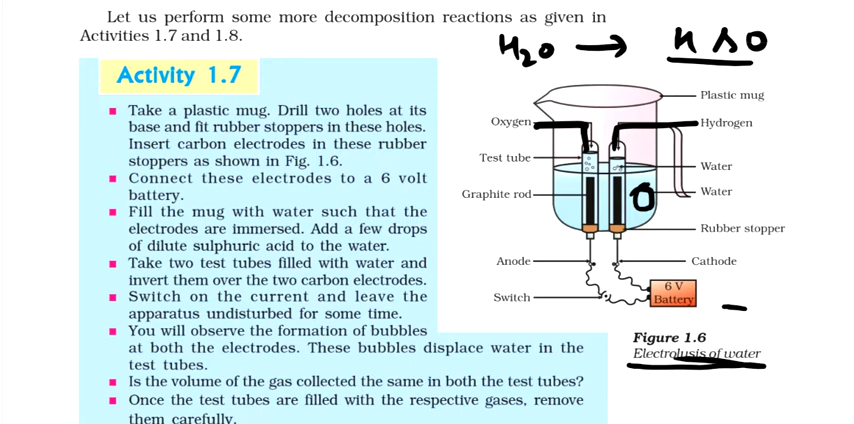 Let us perform some more decomposition reactions as given in
Activities 1.7 and 1.8.
H2O → H
Activity 1.7
Take a plastic mug. Drill two holes at its
base and fit rubber stoppers in these holes.
Insert carbon electrodes in these rubber
stoppers as shown in Fig. 1.6.
Connect these electrodes to a 6 volt
battery.
Fill the mug with water such that the
electrodes are immersed. Add a few drops
of dilute sulphuric acid to the water.
Take two test tubes filled with water and
invert them over the two carbon electrodes.
Switch on the current and leave the
apparatus undisturbed for some time.
You will observe the formation of bubbles
at both the electrodes. These bubbles displace water in the
test tubes.
Is the volume of the gas collected the same in both the test tubes?
Once the test tubes are filled with the respective gases, remove
them carefully.
Plastic mug
Oxygen
Hydrogen
Test tube
Water
Graphite rod
Water
Rubber stopper
Anode
Cathode
Switch
6 V
Battery
Figure 1.6
Electrolysis of water